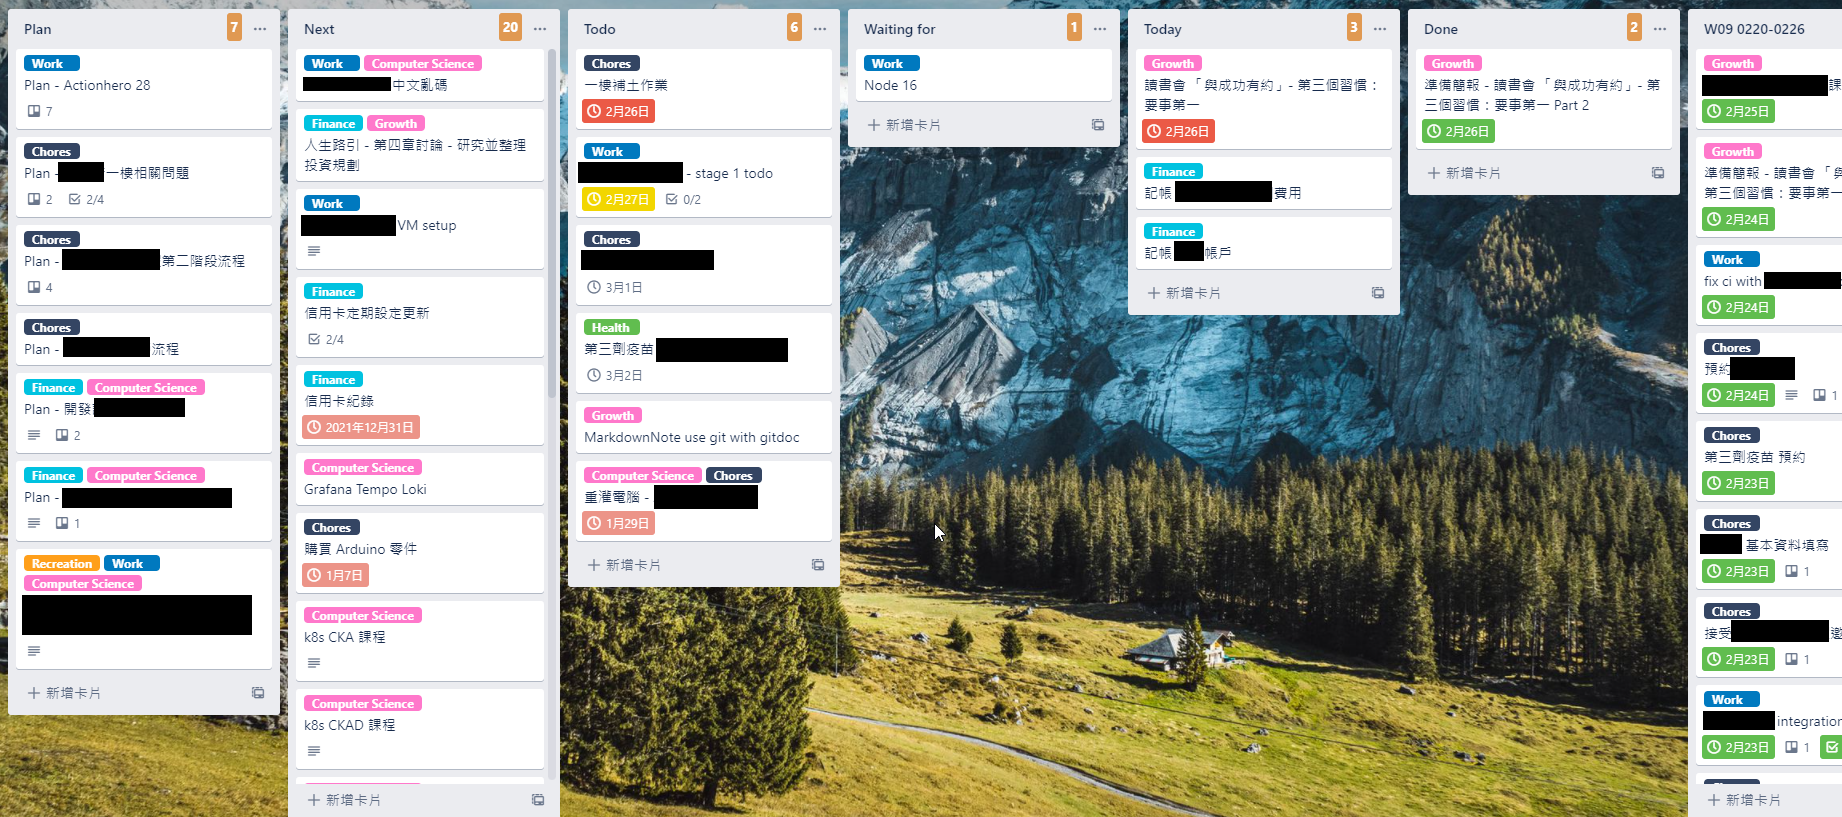 Plan
7
Work
Plan - Actionhero 28
7
Chores
Plan -
一樓相關問題
2
2/4
Chores
Plan -
第二階段流程
4
Chores
Plan -
流程
Finance Computer Science
Plan - 開發
2
Finance Computer Science
Plan -
1
Recreation Work
Computer Science
新增卡片
Next
20
Work Computer Science
中文亂碼
Finance Growth
人生路引 - 第四章討論 - 研究並整理
投資規劃
Work
VM setup
Finance
信用卡定期設定更新
2/4
Finance
信用卡紀錄
2021年12月31日
Computer Science
Grafana Tempo Loki
Chores
購買 Arduino 零件
1月7日
Computer Science
k8s CKA 課程
Computer Science
k8s CKAD 課程
新增卡片
Todo
6
Chores
一樓補土作業
2月26日
Work
- stage 1 todo
2月27日
0/2
Chores
3月1日
Health
第三劑疫苗
3月2日
Growth
MarkdownNote use git with gitdoc
Computer Science Chores
重灌電腦 -
1月29日
新增卡片
Waiting for
1
Work
Node 16
新增卡片
Today
3
Growth
讀書會 「與成功有約」- 第三個習慣：
要事第一
2月26日
Finance
記帳
費用
Finance
記帳
帳戶
新增卡片
Done
2
Growth
準備簡報 - 讀書會 「與成功有約」- 第
三個習慣：要事第一 Part 2
2月26日
新增卡片
W09 0220-0226
Growth
課
2月25日
Growth
準備簡報 - 讀書會 「與
第三個習慣：要事第一
2月24日
Work
fix ci with
2月24日
Chores
預約
2月24日
1
Chores
第三劑疫苗 預約
2月23日
Chores
基本資料填寫
2月23日
1
Chores
接受
邀
2月23日
1
Work
integration
2月23日
1
新增卡片